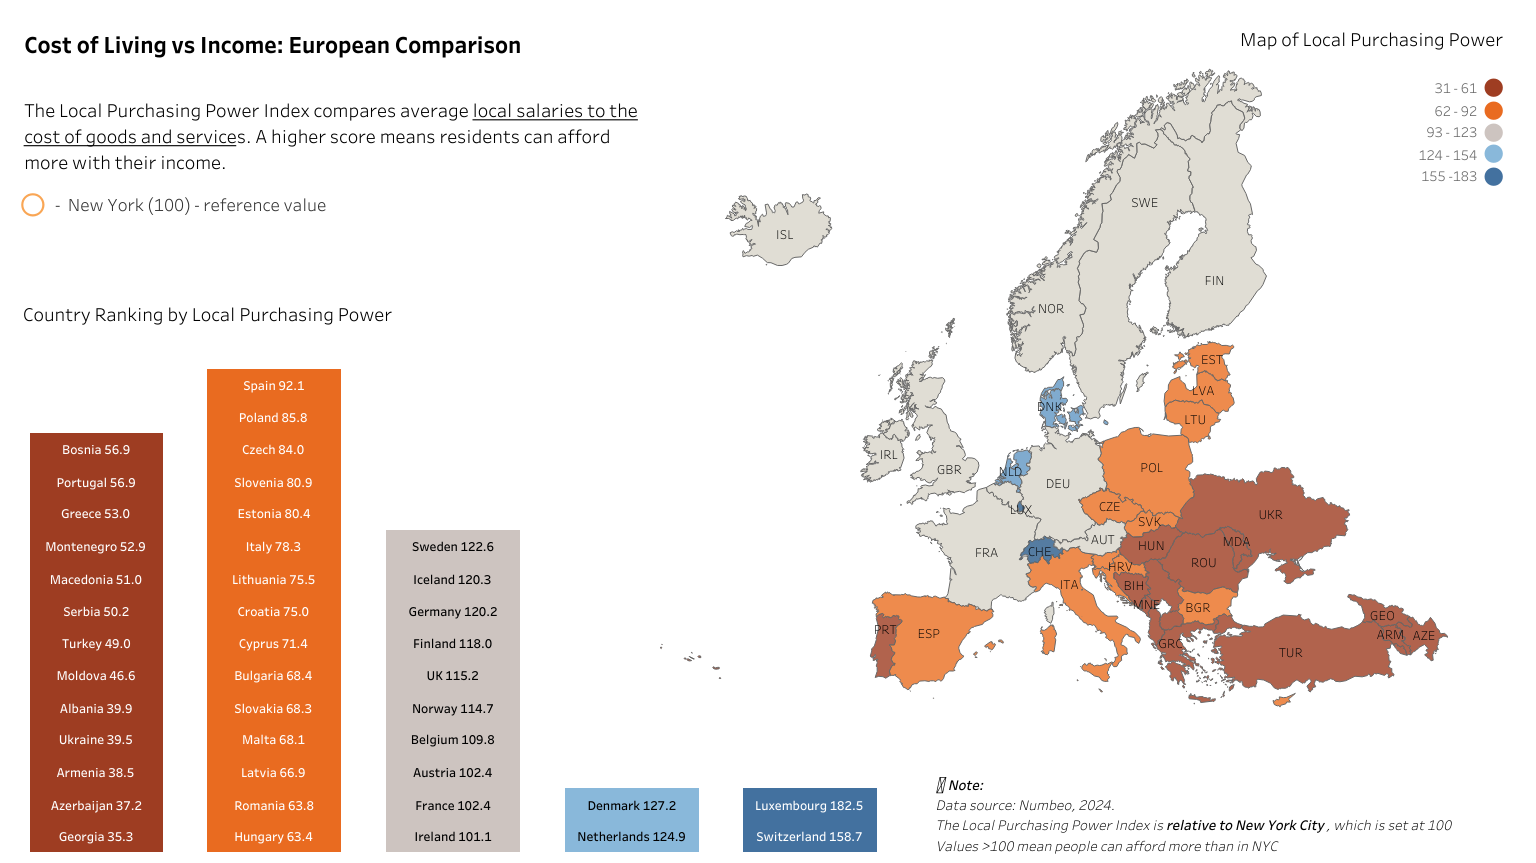 Cost of Living vs Income: European Comparison
The Local Purchasing Power Index compares average local salaries to the
cost of goods and services. A higher score means residents can afford
more with their income.
- New York (100) - reference value
Map of Local Purchasing Power
31 - 61
62 - 92
93 - 123
124 - 154
155 -183
Country Ranking by Local Purchasing Power
Bosnia 56.9
Portugal 56.9
Greece 53.0
Montenegro 52.9
Macedonia 51.0
Serbia 50.2
Turkey 49.0
Moldova 46.6
Albania 39.9
Ukraine 39.5
Armenia 38.5
Azerbaijan 37.2
Georgia 35.3
Spain 92.1
Poland 85.8
Czech 84.0
Slovenia 80.9
Estonia 80.4
Italy 78.3
Lithuania 75.5
Croatia 75.0
Cyprus 71.4
Bulgaria 68.4
Slovakia 68.3
Malta 68.1
Latvia 66.9
Romania 63.8
Hungary 63.4
Sweden 122.6
Iceland 120.3
Germany 120.2
Finland 118.0
UK 115.2
Norway 114.7
Belgium 109.8
Austria 102.4
France 102.4
Ireland 101.1
Denmark 127.2
Netherlands 124.9
Luxembourg 182.5
Switzerland 158.7
ISL
SWE
FIN
NOR
EST
LVA
DNK
LTU
IRL
GBR
NLD
DEU
POL
LUX
CZE
SVK
UKR
FRA
CHE
AUT
HUN
MDA
ROU
HRV
ITA
BIH
MNE
BGR
GEO
PRT
ESP
GRC
ARM
AZE
TUR
Note:
Data source: Numbeo, 2024.
The Local Purchasing Power Index is relative to New York City , which is set at 100
Values >100 mean people can afford more than in NYC